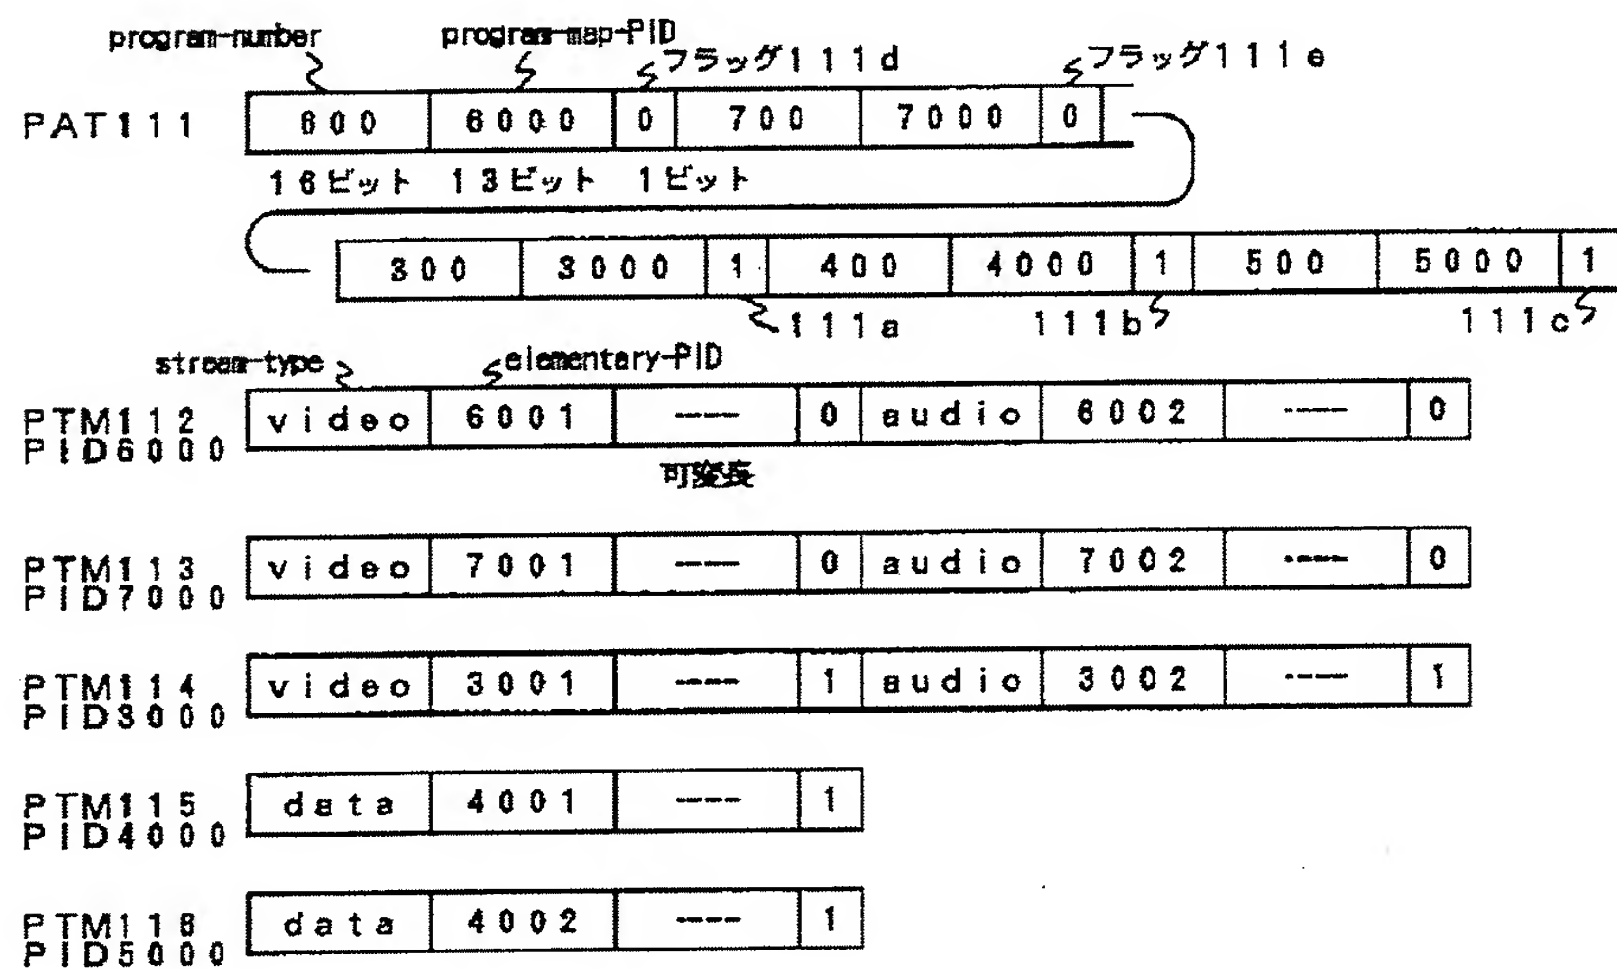 program-number program-map-PID フラッグ111d フラッグ111e
PAT111 600 6000 0 700 7000 0
16ビット 13ビット 1ビット
300 3000 1 400 4000 1 500 5000 1
111a 111b 111c
stream-type elementary-PID
PTM112 video 6001 ---- 0 audio 6002 ---- 0
PID6000
可変長
PTM113 video 7001 ---- 0 audio 7002 ---- 0
PID7000
PTM114 video 3001 ---- 1 audio 3002 ---- 1
PID3000
PTM115 data 4001 ---- 1
PID4000
PTM116 data 4002 ---- 1
PID5000